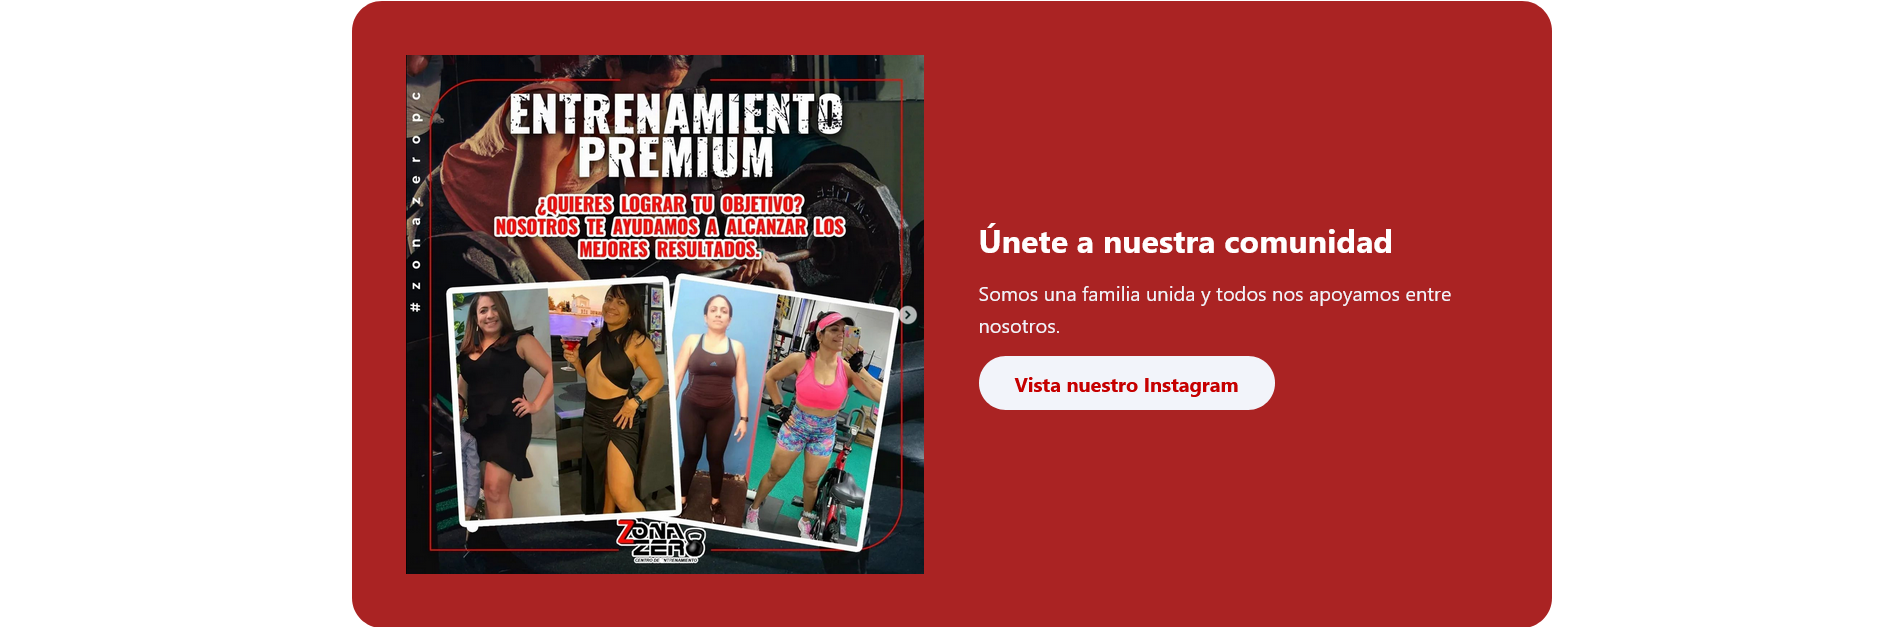 #zonazeropc
ENTRENAMIENTO
PREMIUM
¿QUIERES LOGRAR TU OBJETIVO?
NOSOTROS TE AYUDAMOS A ALCANZAR LOS
MEJORES RESULTADOS.
ZONA
ZERO
CENTRO DE ENTRENAMIENTO
Únete a nuestra comunidad
Somos una familia unida y todos nos apoyamos entre
nosotros.
Vista nuestro Instagram